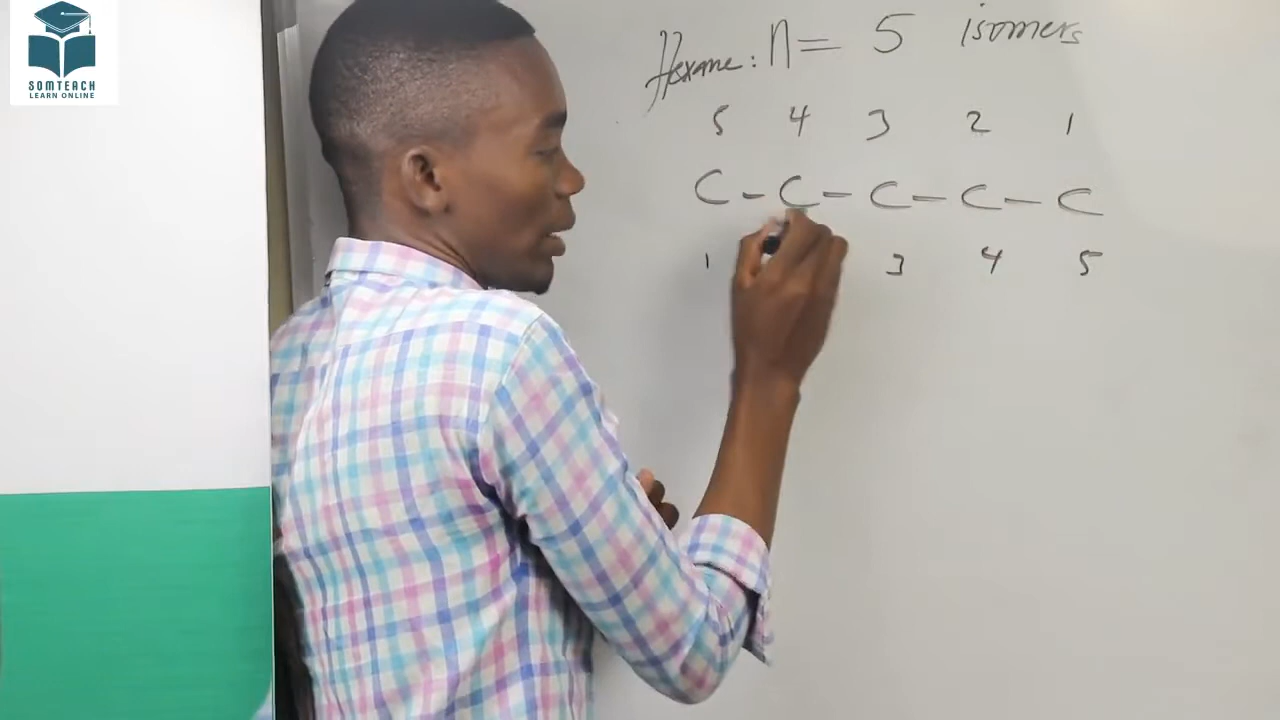 SOMTEACH
LEARN ONLINE
Hexane: n = 5 isomers
5 4 3 2 1
C - C - C - C - C
1 3 4 5